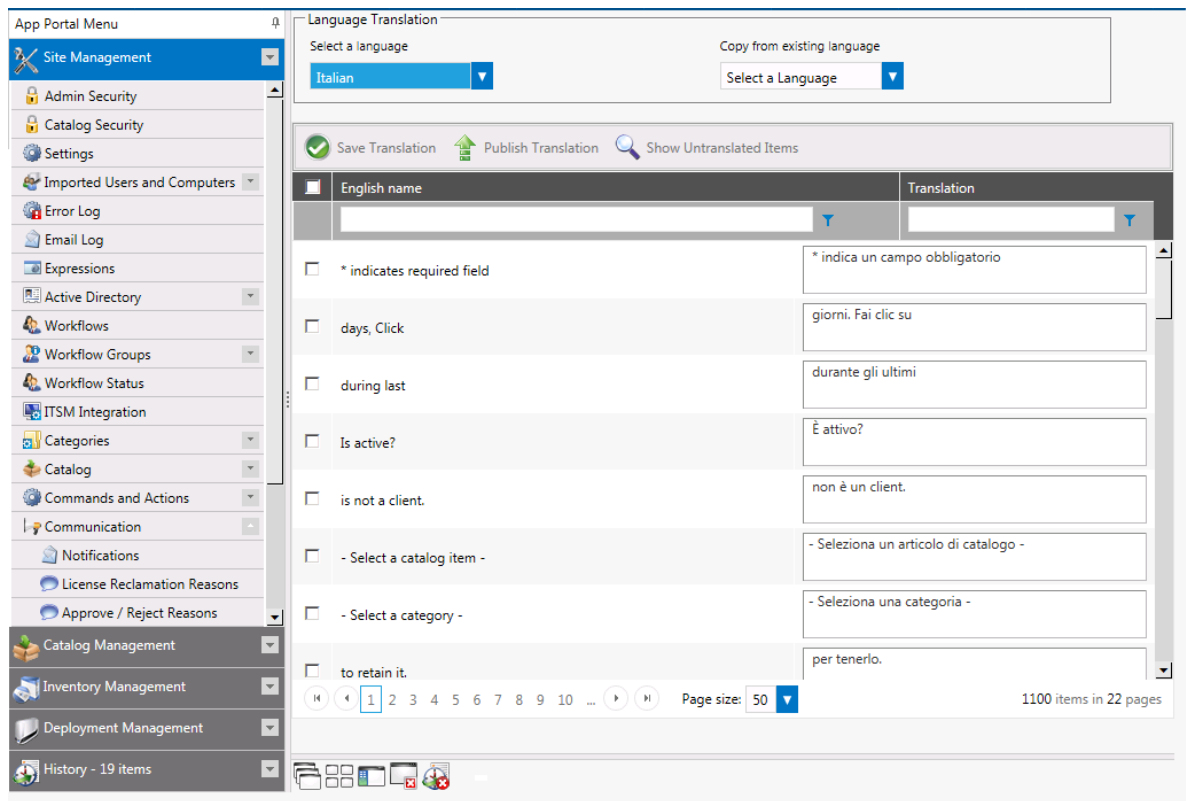 App Portal Menu
Site Management
Admin Security
Catalog Security
Settings
Imported Users and Computers
Error Log
Email Log
Expressions
Active Directory
Workflows
Workflow Groups
Workflow Status
ITSM Integration
Categories
Catalog
Commands and Actions
Communication
Notifications
License Reclamation Reasons
Approve / Reject Reasons
Catalog Management
Inventory Management
Deployment Management
History - 19 items
Language Translation
Select a language
Copy from existing language
Italian
Select a Language
Save Translation Publish Translation Show Untranslated Items
English name Translation
* indicates required field * indica un campo obbligatorio
days, Click giorni. Fai clic su
during last durante gli ultimi
Is active? È attivo?
is not a client. non è un client.
- Select a catalog item - - Seleziona un articolo di catalogo -
- Select a category - - Seleziona una categoria -
to retain it. per tenerlo.
1 2 3 4 5 6 7 8 9 10 ... Page size: 50 1100 items in 22 pages